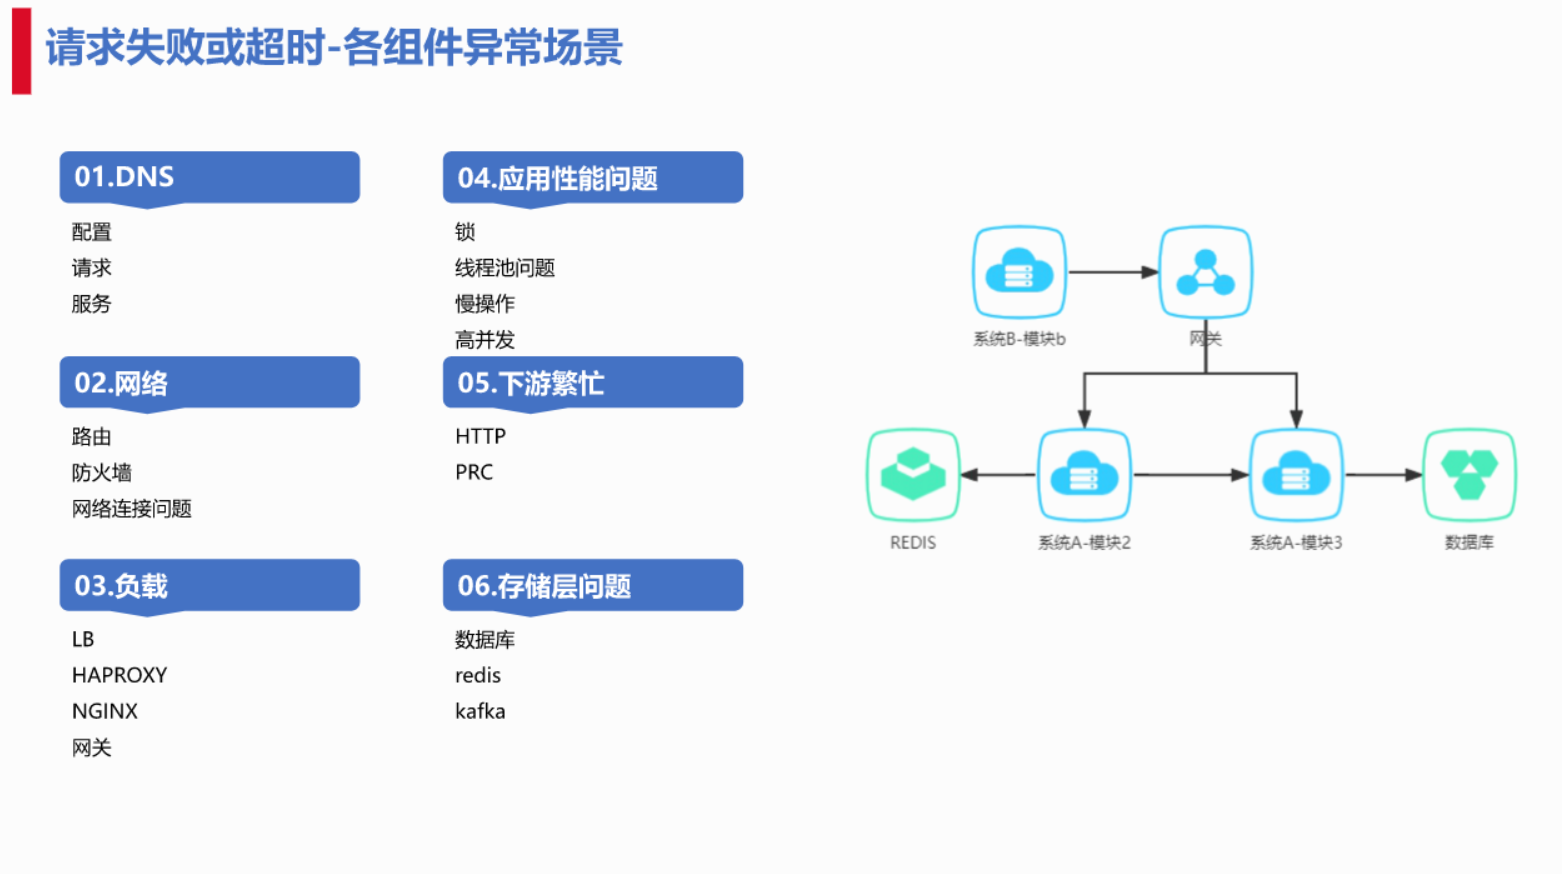 请求失败或超时-各组件异常场景
01.DNS
配置
请求
服务
02.网络
路由
防火墙
网络连接问题
03.负载
LB
HAPROXY
NGINX
网关
04.应用性能问题
锁
线程池问题
慢操作
高并发
05.下游繁忙
HTTP
PRC
06.存储层问题
数据库
redis
kafka
系统B-模块b
网关
REDIS
系统A-模块2
系统A-模块3
数据库